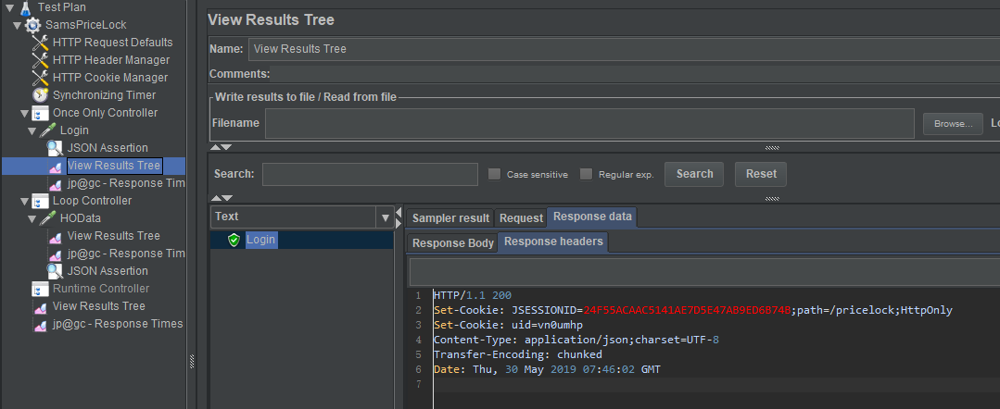 Test Plan
SamsPriceLock
HTTP Request Defaults
HTTP Header Manager
HTTP Cookie Manager
Synchronizing Timer
Once Only Controller
Login
JSON Assertion
View Results Tree
jp@gc - Response Tim
Loop Controller
HOData
View Results Tree
jp@gc - Response Tim
JSON Assertion
Runtime Controller
View Results Tree
jp@gc - Response Times
View Results Tree
Name: View Results Tree
Comments:
Write results to file / Read from file
Filename Browse... Lo
Search: Case sensitive Regular exp. Search Reset
Text
Login
Sampler result Request Response data
Response Body Response headers
1 HTTP/1.1 200
2 Set-Cookie: JSESSIONID=24F55ACAAC5141AE7D5E47AB9ED6B74B;path=/pricelock;HttpOnly
3 Set-Cookie: uid=vn0umhp
4 Content-Type: application/json;charset=UTF-8
5 Transfer-Encoding: chunked
6 Date: Thu, 30 May 2019 07:46:02 GMT
7